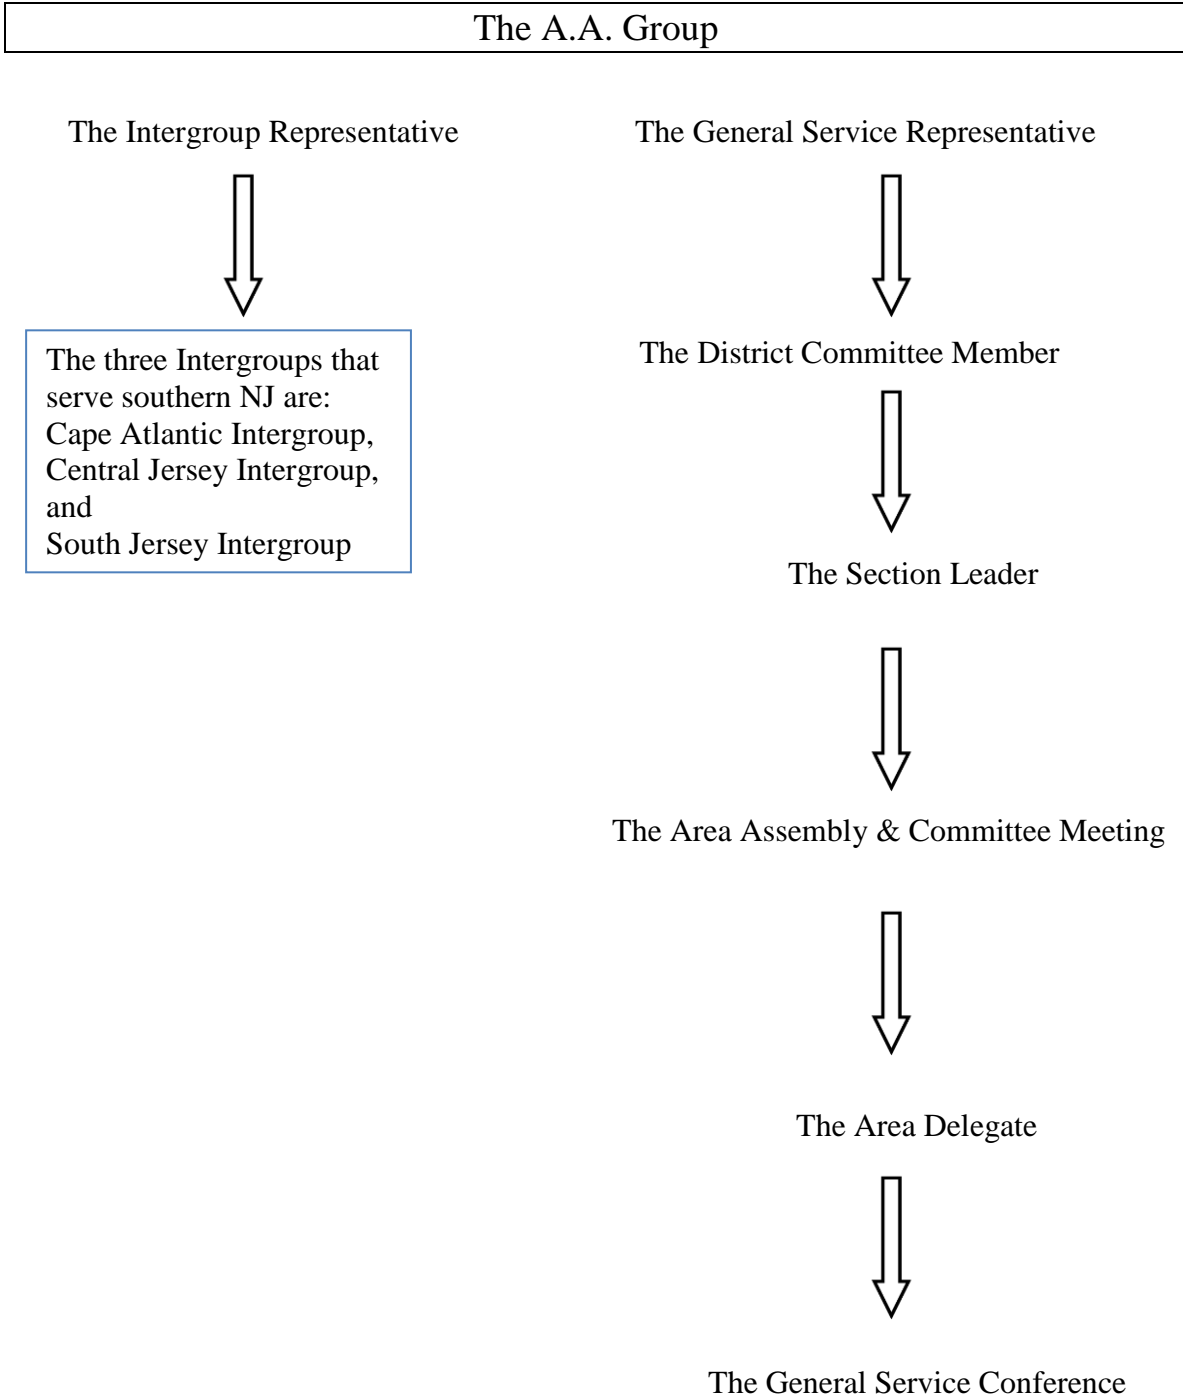 The A.A. Group
The Intergroup Representative
The General Service Representative
The three Intergroups that
serve southern NJ are:
Cape Atlantic Intergroup,
Central Jersey Intergroup,
and
South Jersey Intergroup
The District Committee Member
The Section Leader
The Area Assembly & Committee Meeting
The Area Delegate
The General Service Conference